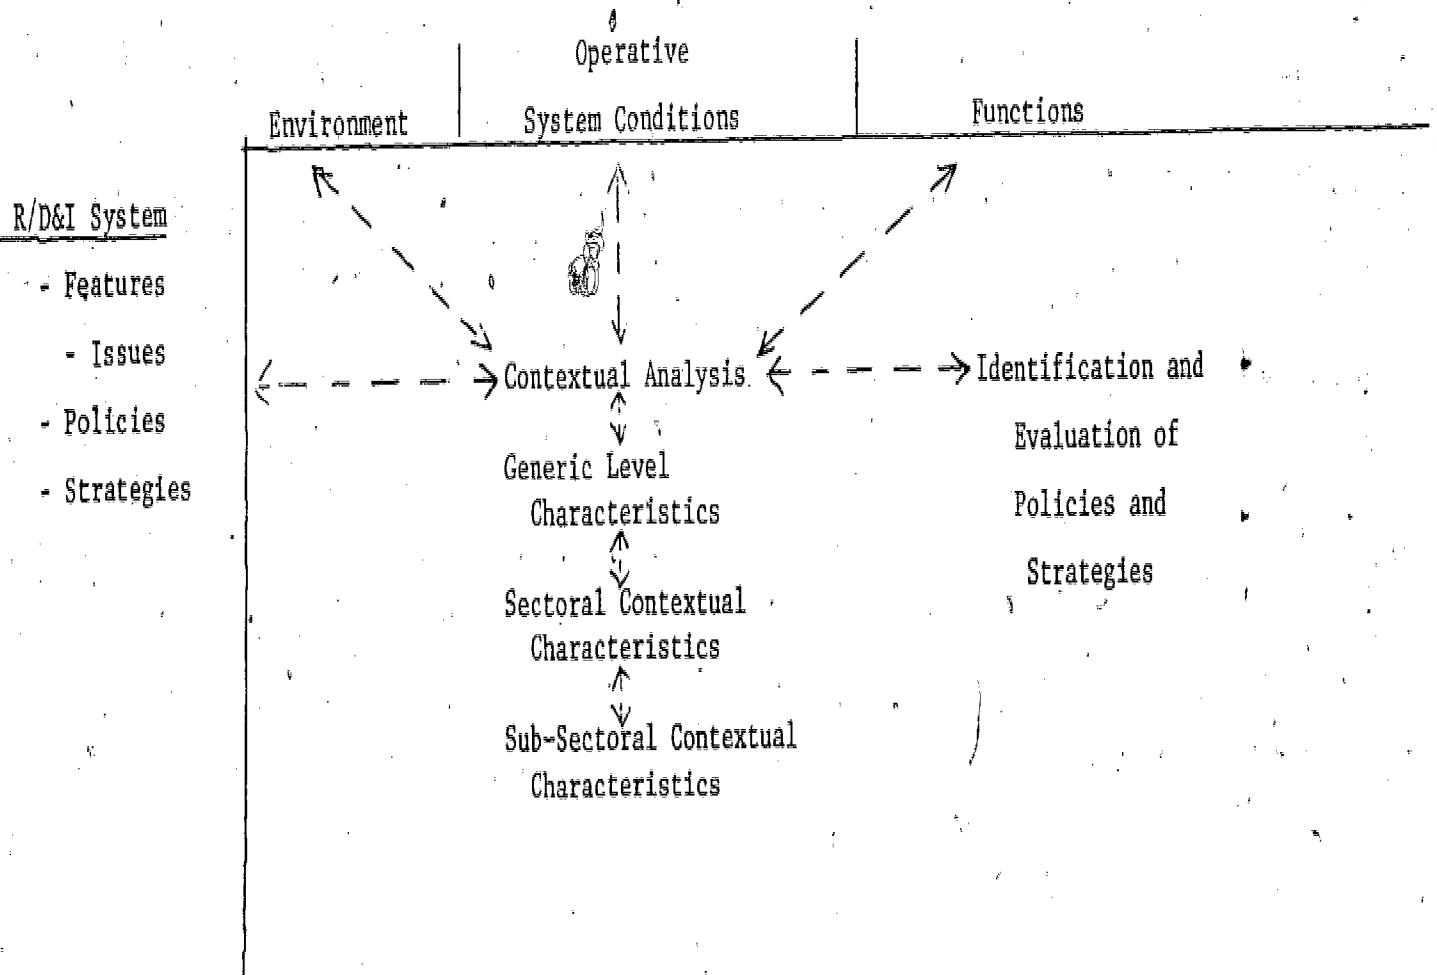 Operative
Environment
System Conditions
Functions
R/D&I System
- Features
- Issues
- Policies
- Strategies
Contextual Analysis
Generic Level
Characteristics
Sectoral Contextual
Characteristics
Sub-Sectoral Contextual
Characteristics
Identification and
Evaluation of
Policies and
Strategies